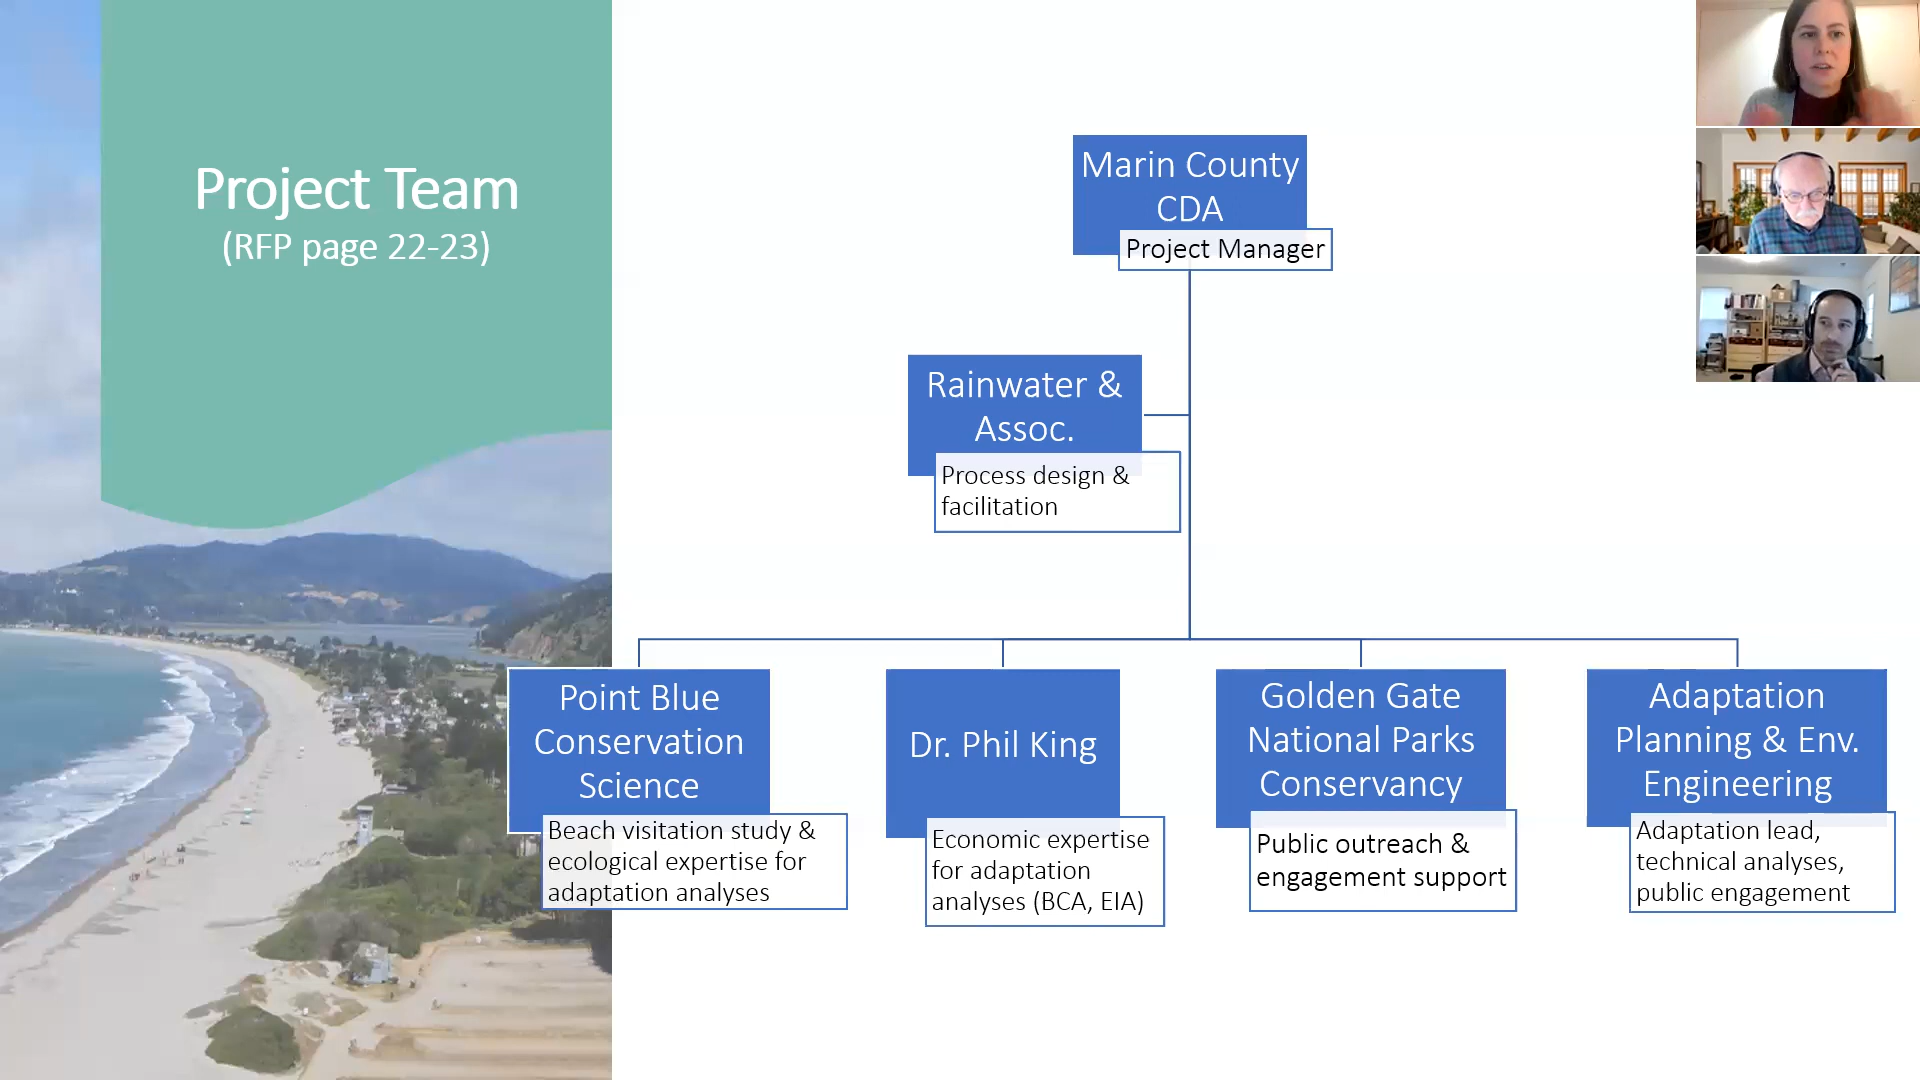 Project Team
(RFP page 22-23)
Marin County
CDA
Project Manager
Rainwater &
Assoc.
Process design &
facilitation
Point Blue
Conservation
Science
Beach visitation study &
ecological expertise for
adaptation analyses
Dr. Phil King
Economic expertise
for adaptation
analyses (BCA, EIA)
Golden Gate
National Parks
Conservancy
Public outreach &
engagement support
Adaptation
Planning & Env.
Engineering
Adaptation lead,
technical analyses,
public engagement